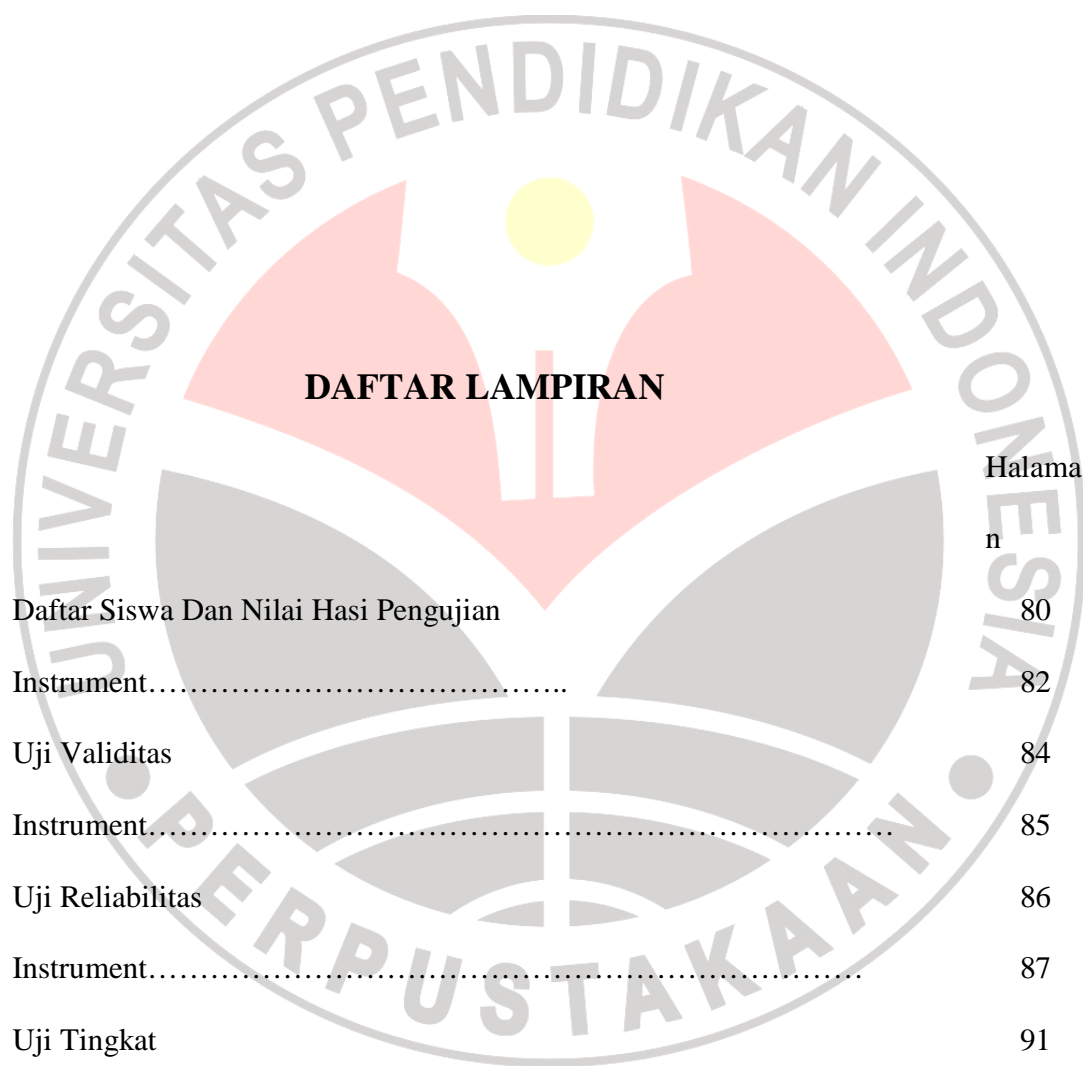 UNIVERSITAS PENDIDIKAN INDONESIA
DAFTAR LAMPIRAN
Halama
n
Daftar Siswa Dan Nilai Hasi Pengujian 80
Instrument………………………………….. 82
Uji Validitas 84
Instrument……………………………………………………………… 85
Uji Reliabilitas 86
Instrument…………………………………………………………… 87
Uji Tingkat 91
PERPUSTAKAAN